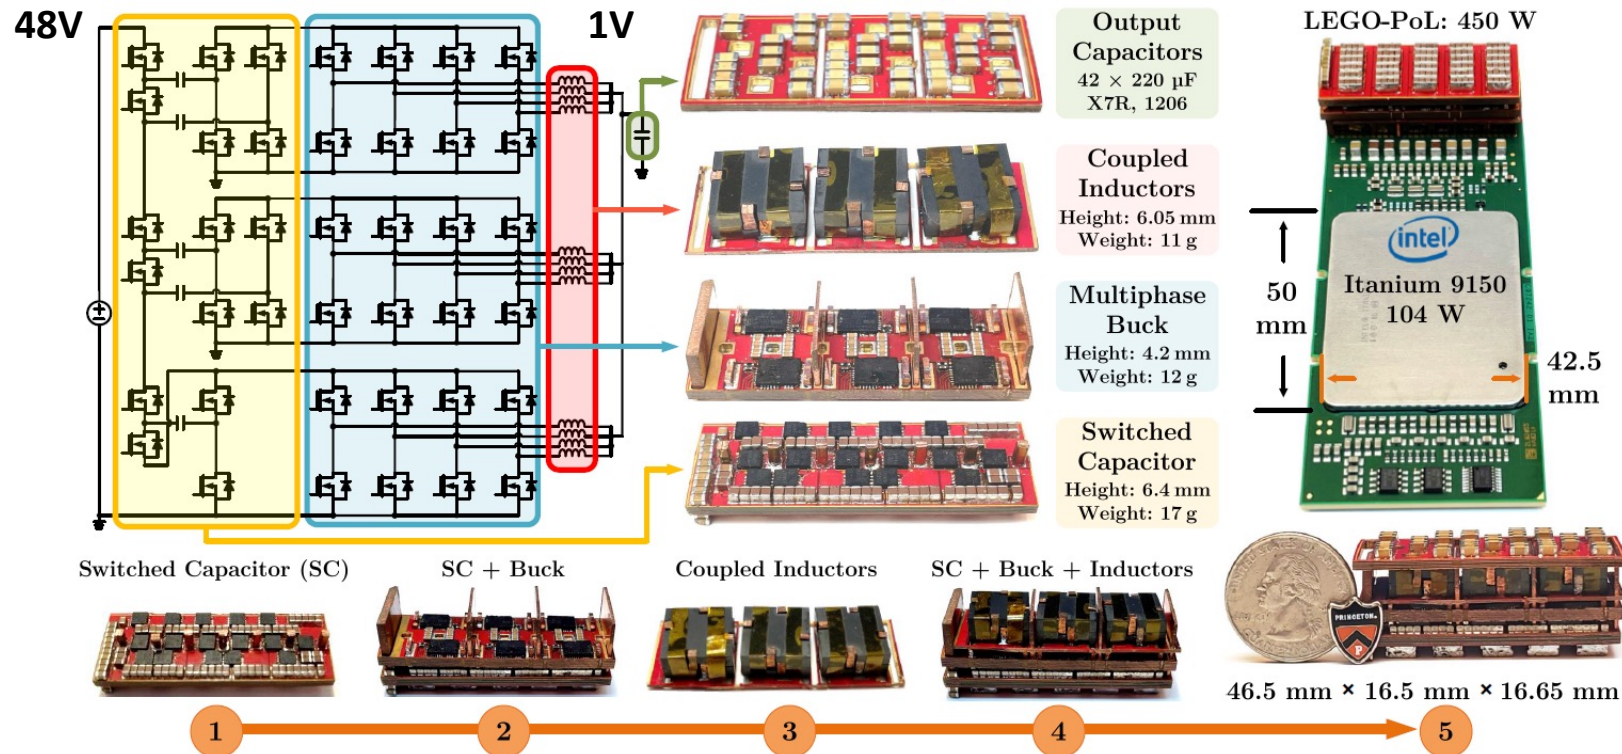 48V
1V
Output
Capacitors
42 × 220 µF
X7R, 1206
Coupled
Inductors
Height: 6.05 mm
Weight: 11 g
Multiphase
Buck
Height: 4.2 mm
Weight: 12 g
Switched
Capacitor
Height: 6.4 mm
Weight: 17 g
LEGO-PoL: 450 W
intel
Itanium 9150
104 W
50
mm
42.5
mm
Switched Capacitor (SC)
SC + Buck
Coupled Inductors
SC + Buck + Inductors
PRINCETON
P
46.5 mm × 16.5 mm × 16.65 mm
1
2
3
4
5